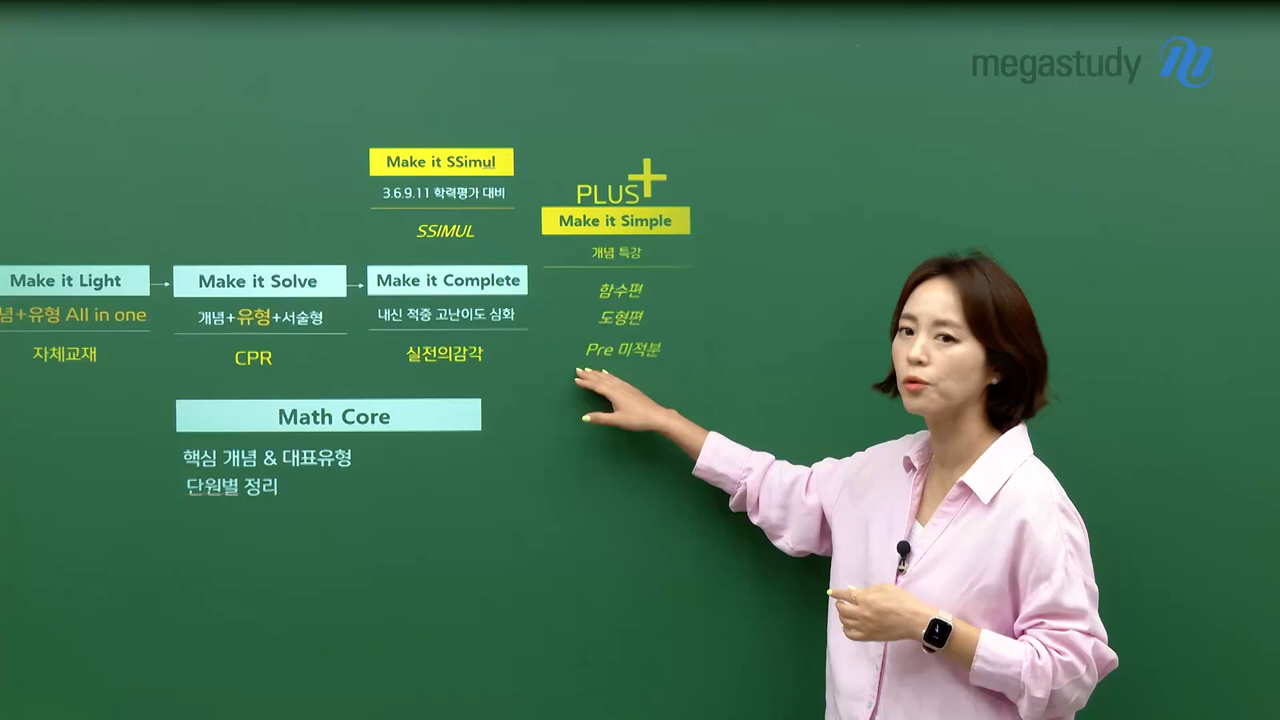 megastudy
Make it SSimul
3.6.9.11 학력평가 대비
SSIMUL
PLUS+
Make it Simple
개념 특강
함수편
도형편
Pre 미적분
Make it Light
념+유형 All in one
자체교재
Make it Solve
개념+유형+서술형
CPR
Make it Complete
내신 적중 고난이도 심화
실전의감각
Math Core
핵심 개념 & 대표유형
단원별 정리